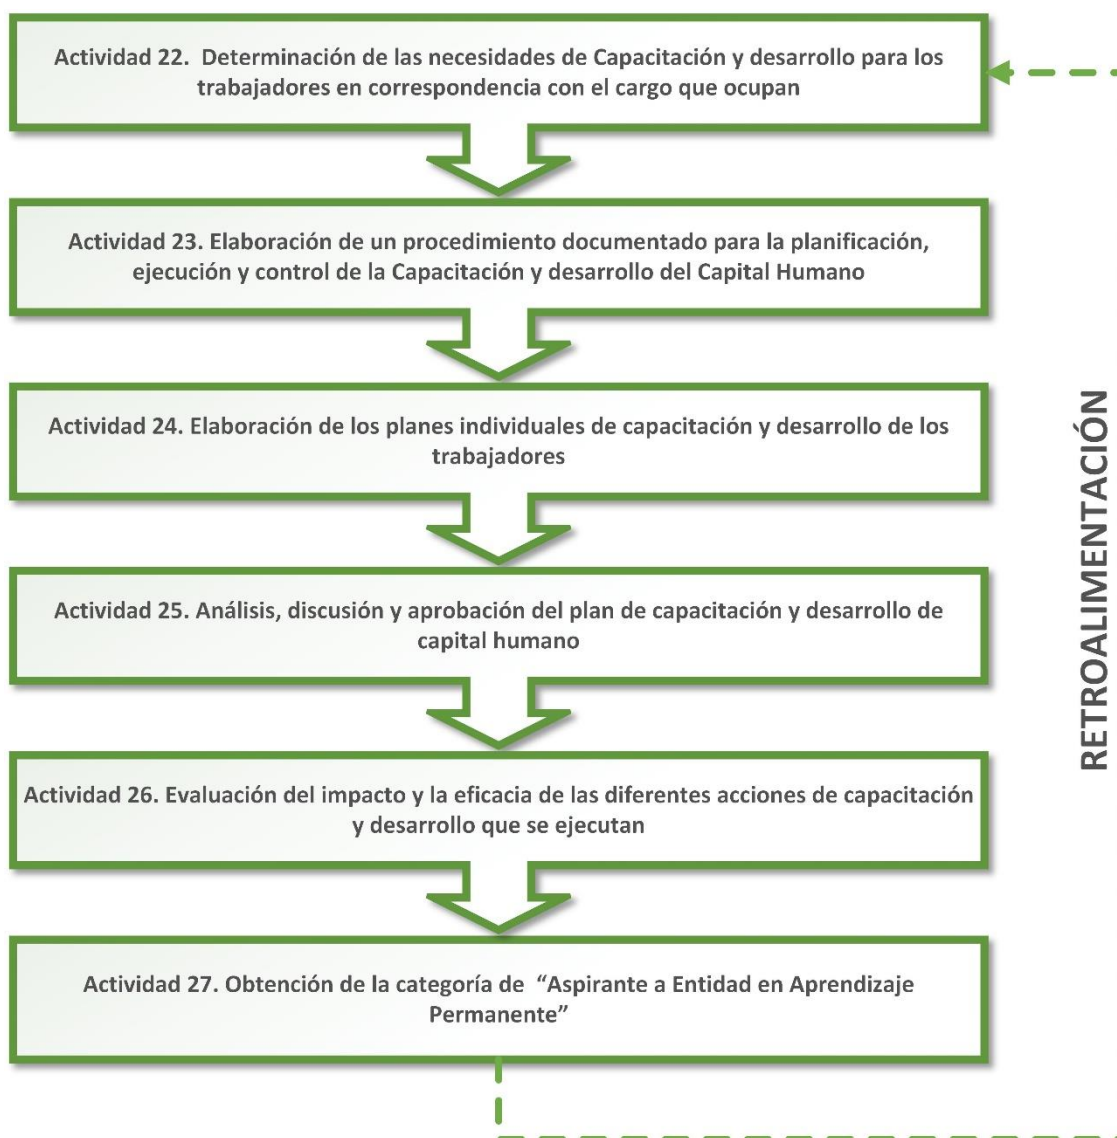 Actividad 22.  Determinación de las necesidades de Capacitación y desarrollo para los
trabajadores en correspondencia con el cargo que ocupan
Actividad 23. Elaboración de un procedimiento documentado para la planificación,
ejecución y control de la Capacitación y desarrollo del Capital Humano
Actividad 24. Elaboración de los planes individuales de capacitación y desarrollo de los
trabajadores
Actividad 25. Análisis, discusión y aprobación del plan de capacitación y desarrollo de
capital humano
Actividad 26. Evaluación del impacto y la eficacia de las diferentes acciones de capacitación
y desarrollo que se ejecutan
Actividad 27. Obtención de la categoría de  “Aspirante a Entidad en Aprendizaje
Permanente”
RETROALIMENTACIÓN